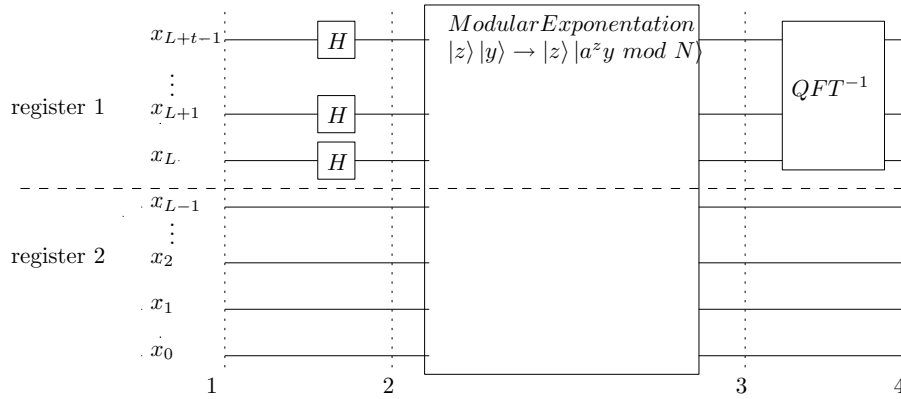 x_{L+t-1}
H
ModularExponentation
|z⟩ |y⟩ → |z⟩ |a^z y mod N⟩
⋮
register 1
x_{L+1}
H
QFT^{-1}
x_L
H
x_{L-1}
⋮
register 2
x_2
x_1
x_0
1 2 3 4